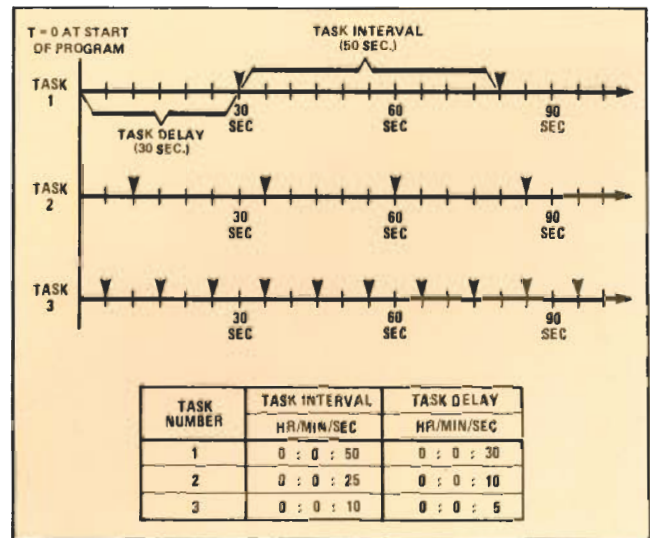 T = 0 AT START
OF PROGRAM
TASK INTERVAL
(50 SEC.)
TASK
1
30
SEC
60
SEC
90
SEC
TASK DELAY
(30 SEC.)
TASK
2
30
SEC
60
SEC
90
SEC
TASK
3
30
SEC
60
SEC
90
SEC
TASK NUMBER TASK INTERVAL TASK DELAY
HR/MIN/SEC HR/MIN/SEC
1 0 : 0 : 50 0 : 0 : 30
2 0 : 0 : 25 0 : 0 : 10
3 0 : 0 : 10 0 : 0 : 5